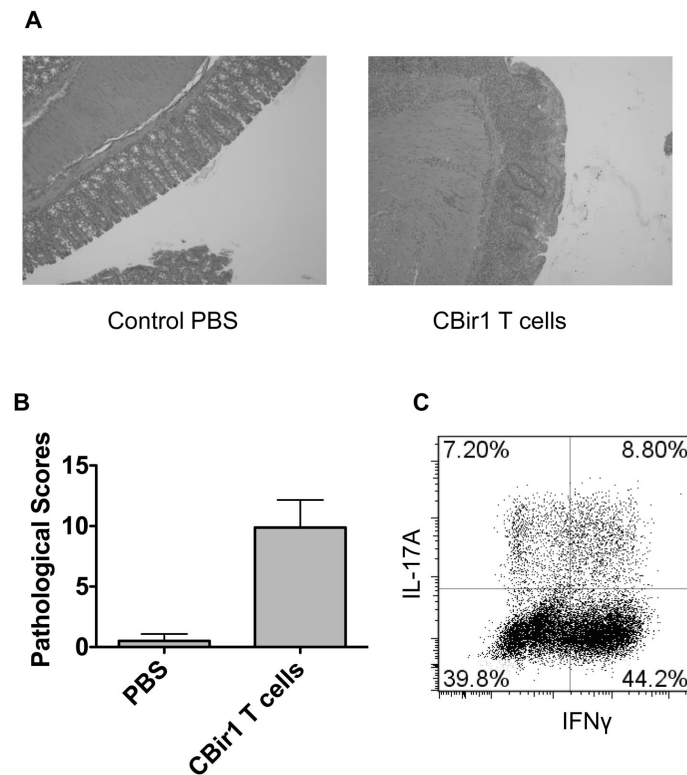 A
Control PBS
CBir1 T cells
B
Pathological Scores
15
10
5
0
PBS
CBir1 T cells
C
7.20%
8.80%
IL-17A
39.8%
44.2%
IFNγ